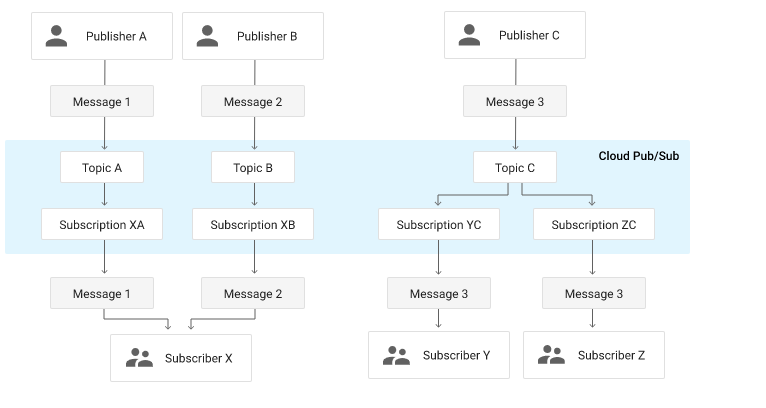 Publisher A
Publisher B
Publisher C
Message 1
Message 2
Message 3
Cloud Pub/Sub
Topic A
Topic B
Topic C
Subscription XA
Subscription XB
Subscription YC
Subscription ZC
Message 1
Message 2
Message 3
Message 3
Subscriber X
Subscriber Y
Subscriber Z